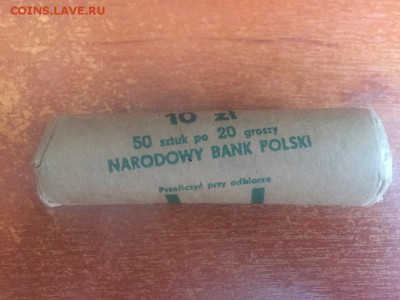 COINS.LAVE.RU
10 zł
50 sztuk po 20 groszy
NARODOWY BANK POLSKI
Przeliczyć przy odbiorze